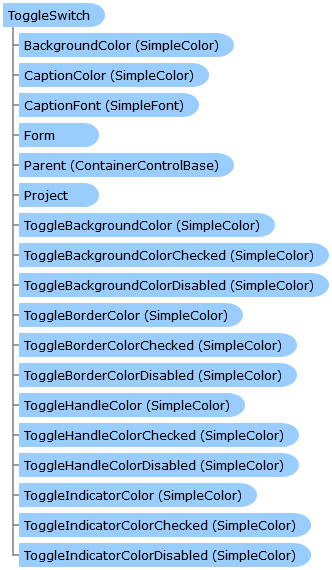 ToggleSwitch
BackgroundColor (SimpleColor)
CaptionColor (SimpleColor)
CaptionFont (SimpleFont)
Form
Parent (ContainerControlBase)
Project
ToggleBackgroundColor (SimpleColor)
ToggleBackgroundColorChecked (SimpleColor)
ToggleBackgroundColorDisabled (SimpleColor)
ToggleBorderColor (SimpleColor)
ToggleBorderColorChecked (SimpleColor)
ToggleBorderColorDisabled (SimpleColor)
ToggleHandleColor (SimpleColor)
ToggleHandleColorChecked (SimpleColor)
ToggleHandleColorDisabled (SimpleColor)
ToggleIndicatorColor (SimpleColor)
ToggleIndicatorColorChecked (SimpleColor)
ToggleIndicatorColorDisabled (SimpleColor)